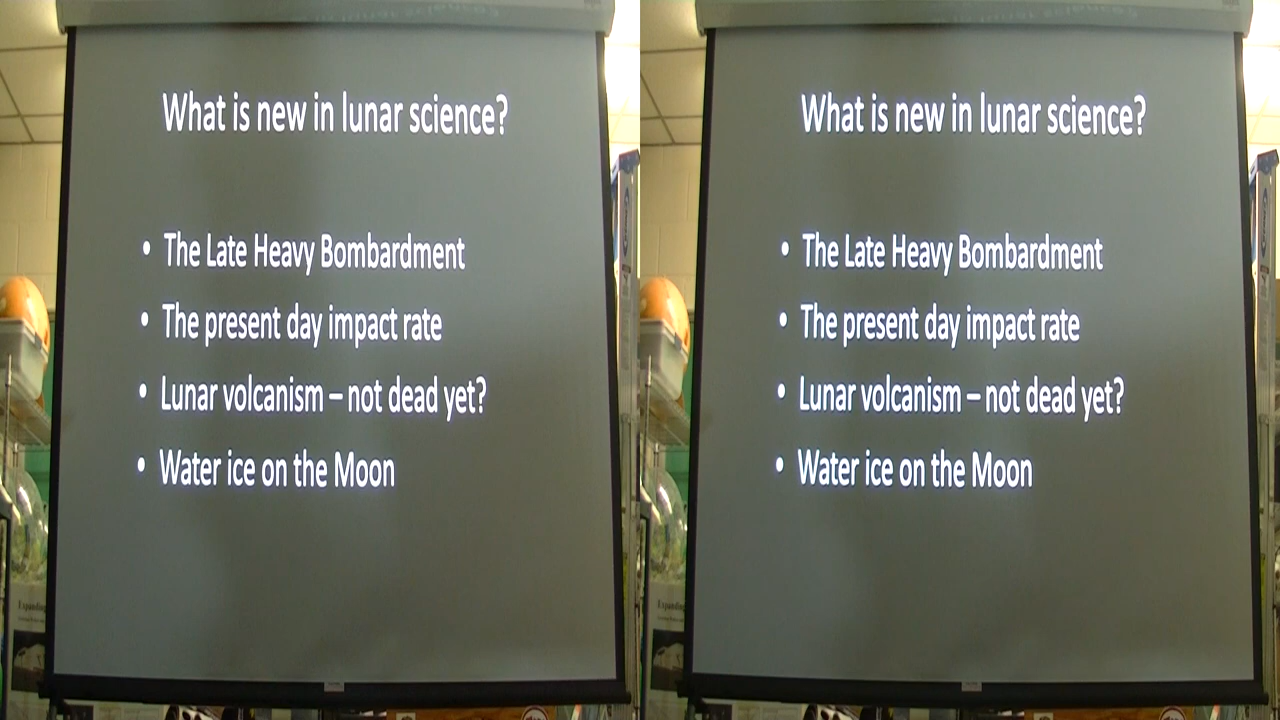 What is new in lunar science?
• The Late Heavy Bombardment
• The present day impact rate
• Lunar volcanism – not dead yet?
• Water ice on the Moon
Expanding
What is new in lunar science?
• The Late Heavy Bombardment
• The present day impact rate
• Lunar volcanism – not dead yet?
• Water ice on the Moon
Expanding